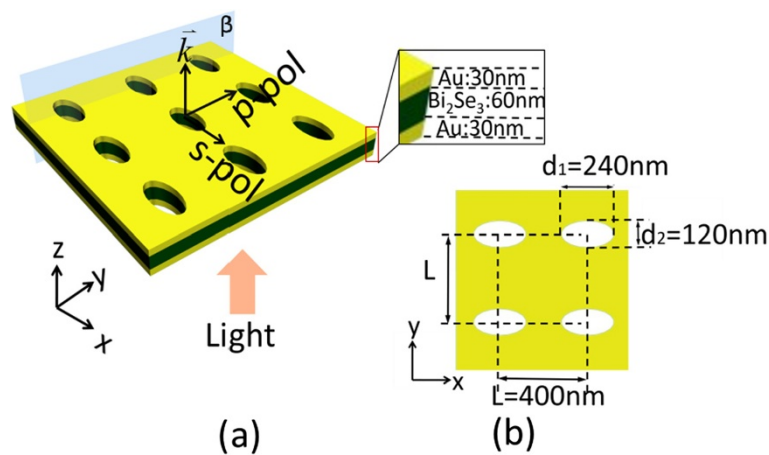 β
k
p-pol
s-pol
z
y
x
Light
Au:30nm
Bi₂Se₃:60nm
Au:30nm
d₁=240nm
d₂=120nm
L
y
x
L=400nm
(a)
(b)